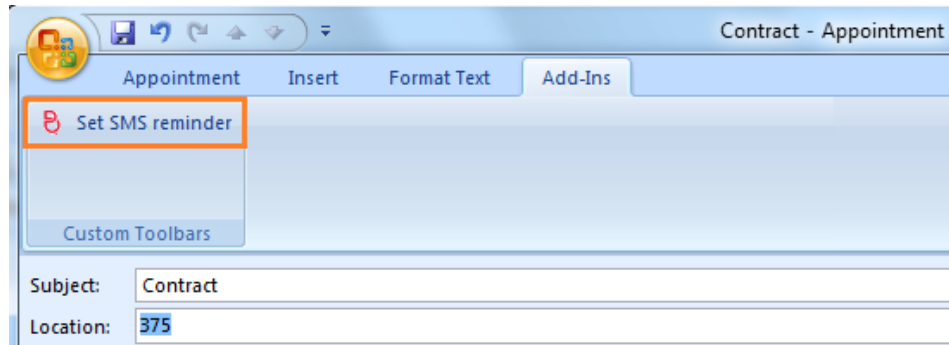 Contract - Appointment
Appointment Insert Format Text Add-Ins
Set SMS reminder
Custom Toolbars
Subject: Contract
Location: 375